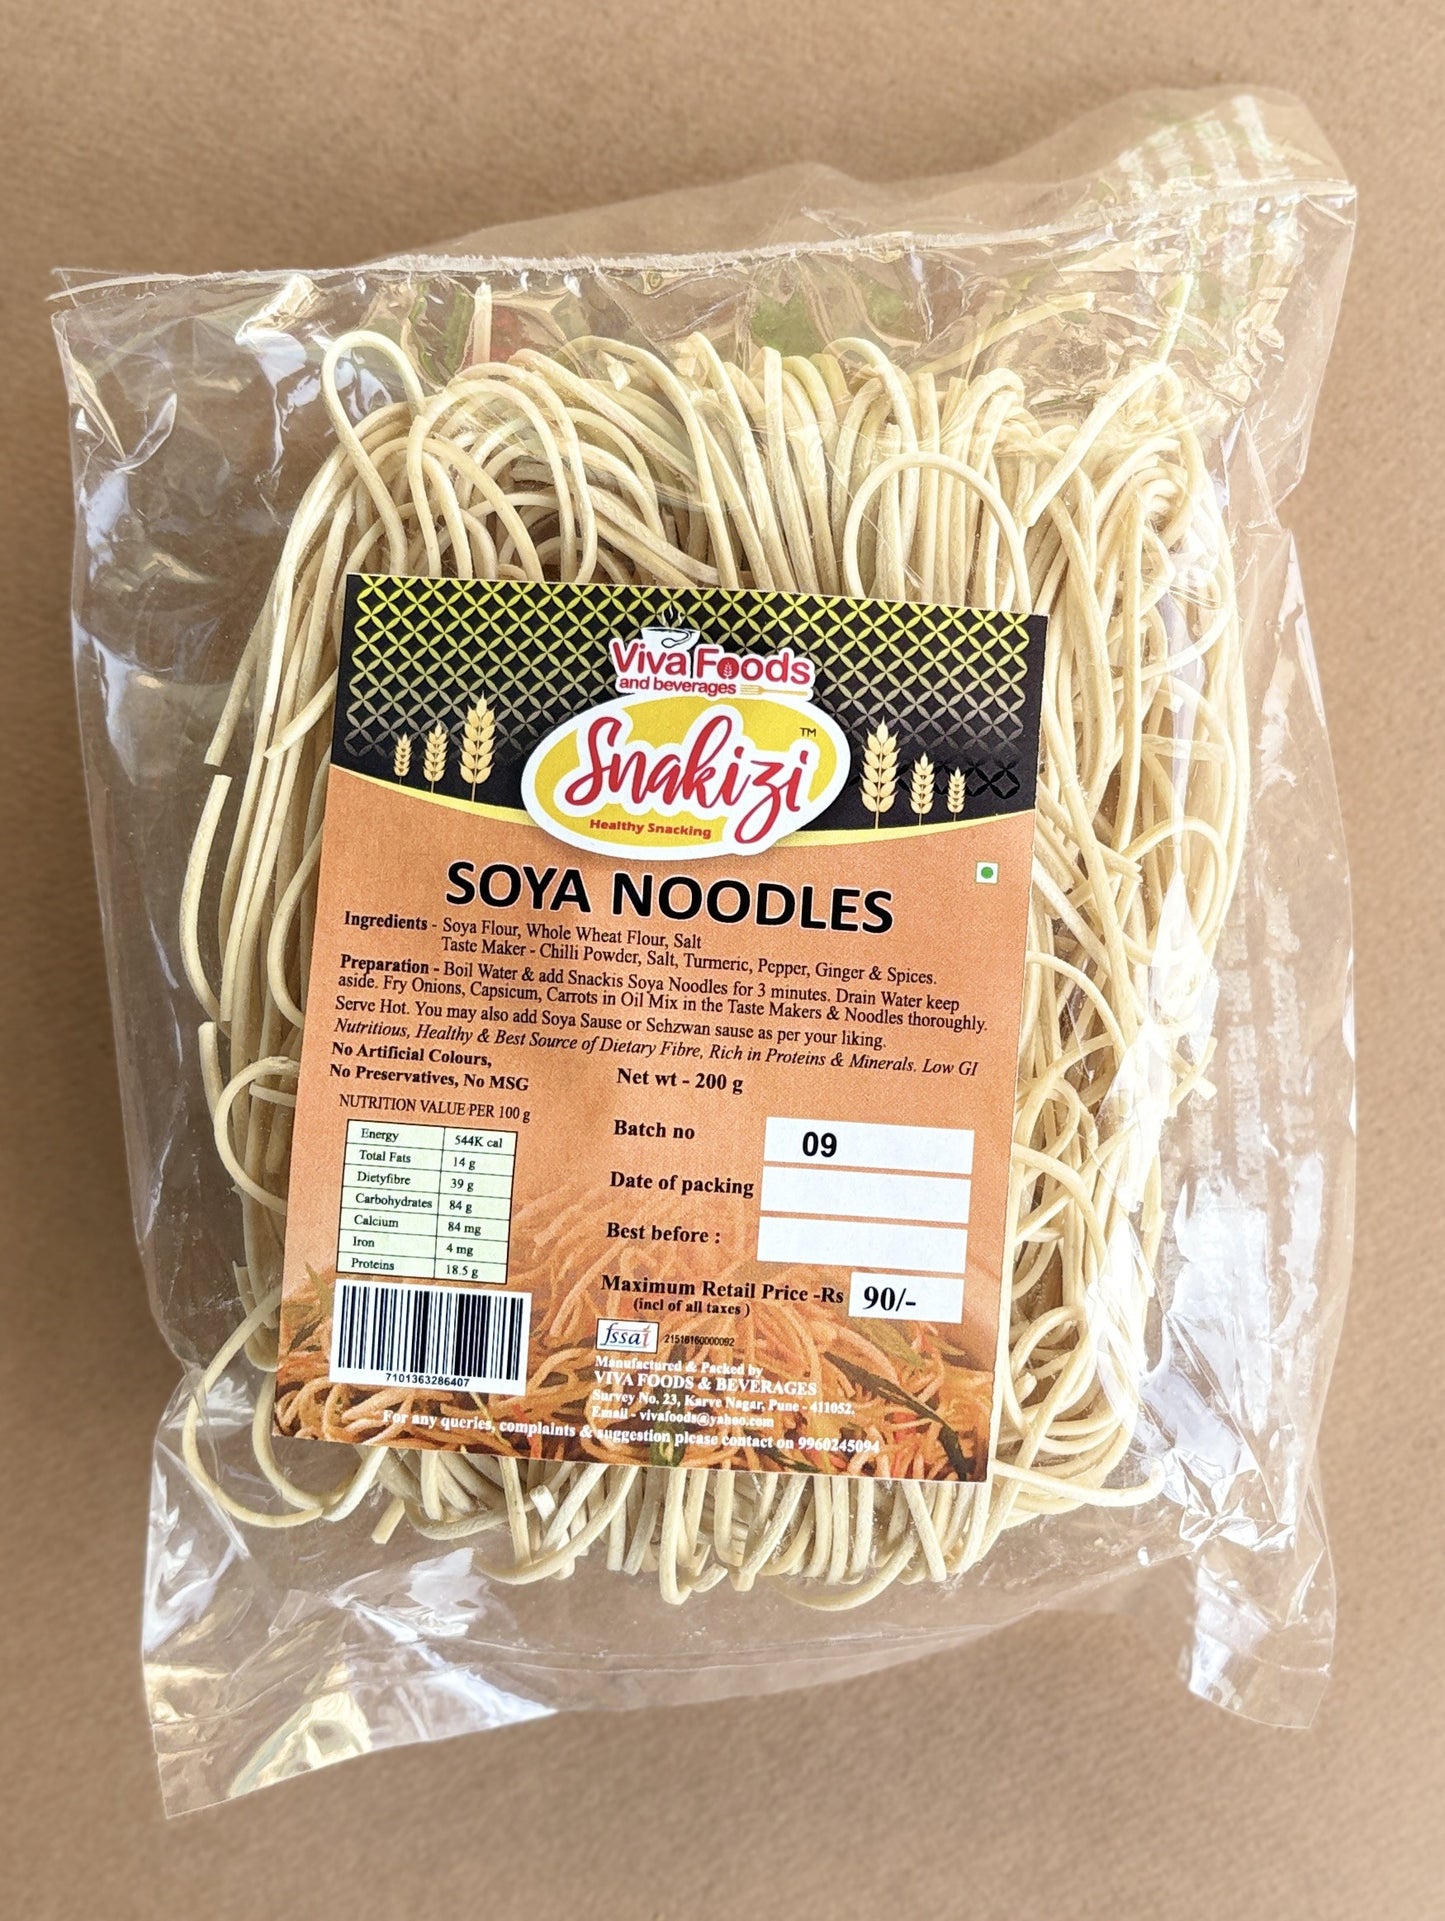 Viva Foods
and beverages
Snakizi TM
Healthy Snacking
SOYA NOODLES
Ingredients - Soya Flour, Whole Wheat Flour, Salt
Taste Maker - Chilli Powder, Salt, Turmeric, Pepper, Ginger & Spices.
Preparation - Boil Water & add Snackis Soya Noodles for 3 minutes. Drain Water keep
aside. Fry Onions, Capsicum, Carrots in Oil Mix in the Taste Makers & Noodles thoroughly.
Serve Hot. You may also add Soya Sause or Sehzwan sause as per your liking.
Nutritious, Healthy & Best Source of Dietary Fibre, Rich in Proteins & Minerals. Low GI
No Artificial Colours,
No Preservatives, No MSG
NUTRITION VALUE PER 100 g
Energy 544K cal
Total Fats 14 g
Dietyfibre 39 g
Carbohydrates 84 g
Calcium 84 mg
Iron 4 mg
Proteins 18.5 g
7101363286407
Net wt - 200 g
Batch no 09
Date of packing
Best before :
Maximum Retail Price -Rs 90/-
(incl of all taxes )
fssai 21516160000092
Manufactured & Packed by
VIVA FOODS & BEVERAGES
Survey No. 23, Karve Nagar, Pune - 411052.
Email - vivafoods@yahoo.com
For any queries, complaints & suggestion please contact on 9960245094